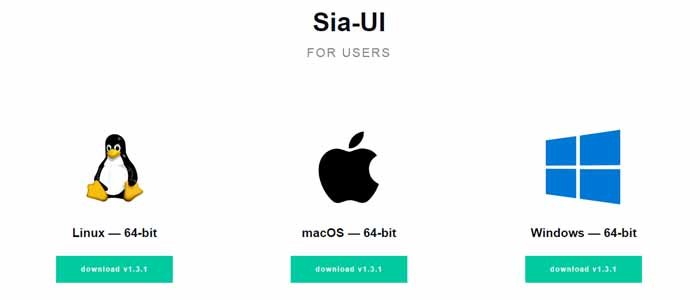 Sia-UI
FOR USERS
Linux — 64-bit
macOS — 64-bit
Windows — 64-bit
download v1.3.1
download v1.3.1
download v1.3.1